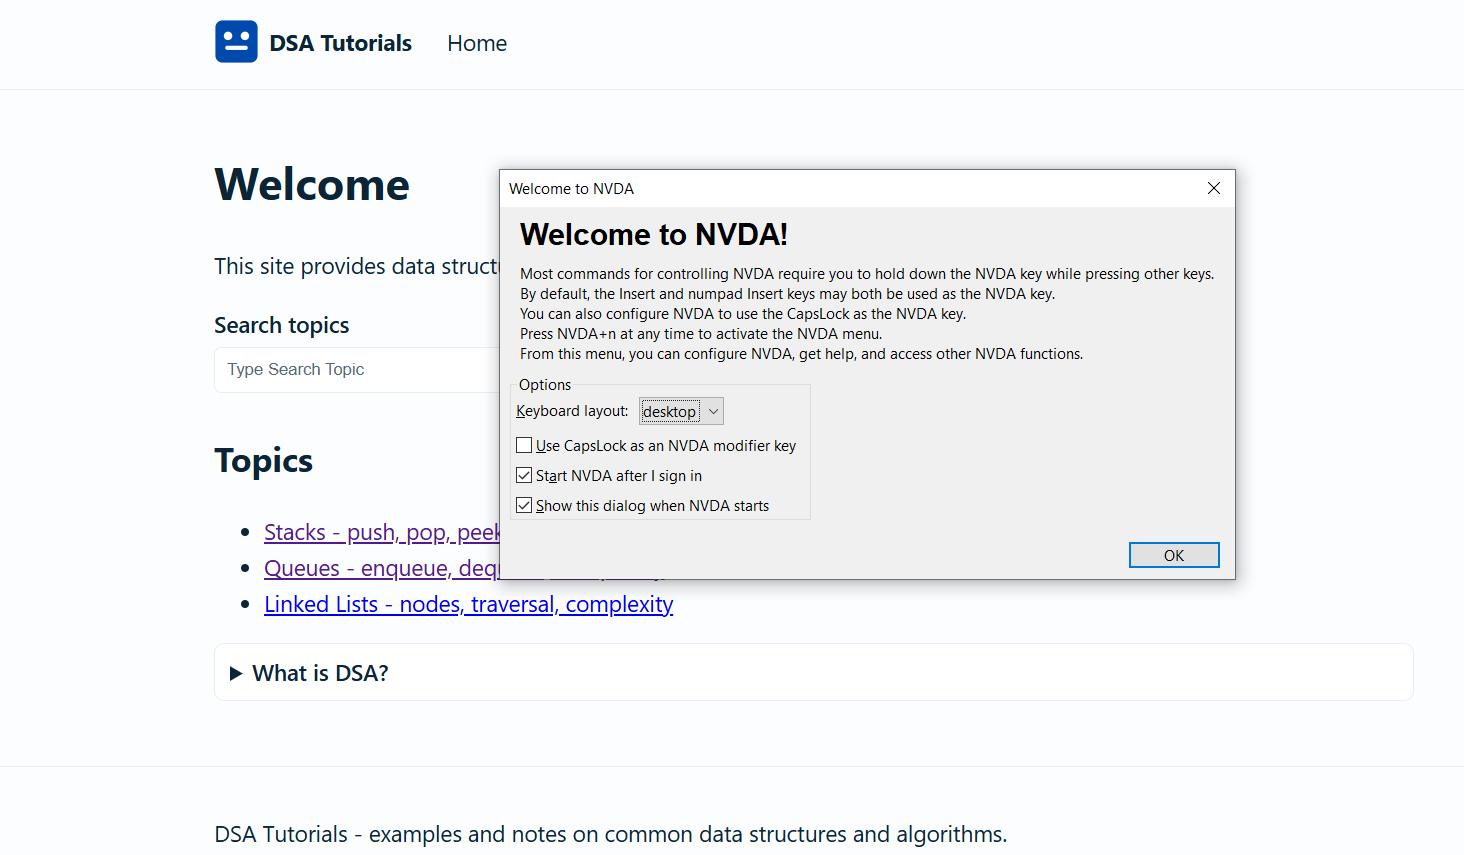 DSA Tutorials Home
Welcome
This site provides data
Search topics
Type Search Topic
Topics
Stacks - push, pop, peek
Queues - enqueue,
Linked Lists - nodes, traversal, complexity
What is DSA?
DSA Tutorials - examples and notes on common data structures and algorithms.
Welcome to NVDA
Welcome to NVDA!
Most commands for controlling NVDA require you to hold down the NVDA key while pressing other keys.
By default, the Insert and numpad Insert keys may both be used as the NVDA key.
You can also configure NVDA to use the CapsLock as the NVDA key.
Press NVDA+n at any time to activate the NVDA menu.
From this menu, you can configure NVDA, get help, and access other NVDA functions.
Options
Keyboard layout: desktop
Use CapsLock as an NVDA modifier key
Start NVDA after I sign in
Show this dialog when NVDA starts
OK